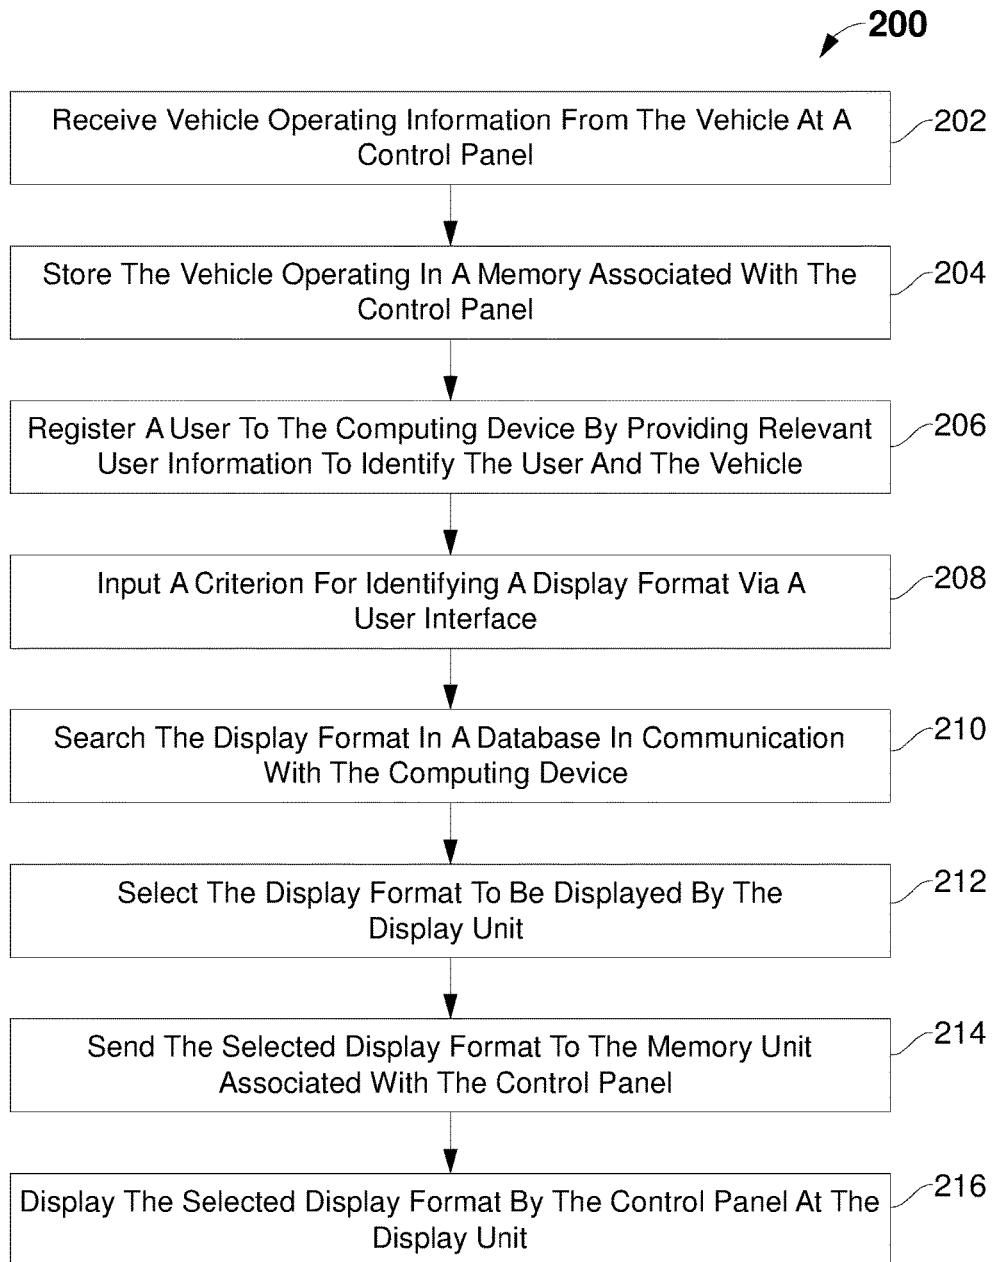 200
Receive Vehicle Operating Information From The Vehicle At A
Control Panel
202
Store The Vehicle Operating In A Memory Associated With The
Control Panel
204
Register A User To The Computing Device By Providing Relevant
User Information To Identify The User And The Vehicle
206
Input A Criterion For Identifying A Display Format Via A
User Interface
208
Search The Display Format In A Database In Communication
With The Computing Device
210
Select The Display Format To Be Displayed By The
Display Unit
212
Send The Selected Display Format To The Memory Unit
Associated With The Control Panel
214
Display The Selected Display Format By The Control Panel At The
Display Unit
216